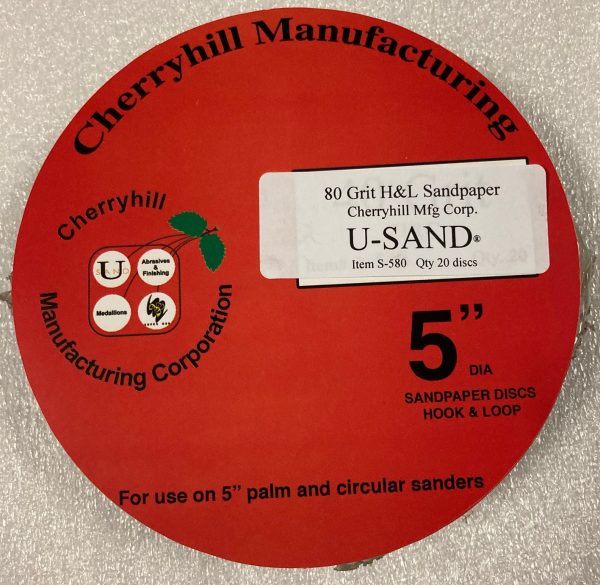 Cherryhill Manufacturing
80 Grit H&L Sandpaper
Cherryhill Mfg Corp.
U-SAND®
Item S-580 Qty 20 discs
Cherryhill
U
SAND
Abrasives
&
Finishing
Medallions
Manufacturing Corporation
5”
DIA
SANDPAPER DISCS
HOOK & LOOP
For use on 5” palm and circular sanders